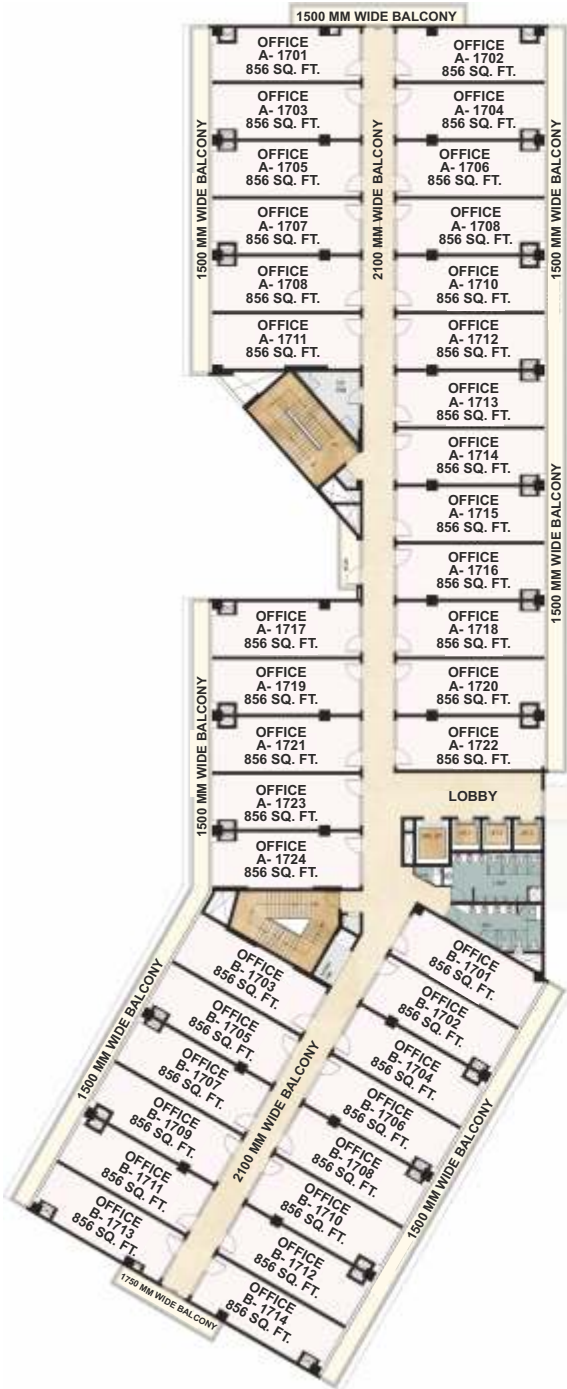 1500 MM WIDE BALCONY
OFFICE
A- 1701
856 SQ. FT.
OFFICE
A- 1702
856 SQ. FT.
OFFICE
A- 1703
856 SQ. FT.
OFFICE
A- 1704
856 SQ. FT.
OFFICE
A- 1705
856 SQ. FT.
OFFICE
A- 1706
856 SQ. FT.
OFFICE
A- 1707
856 SQ. FT.
OFFICE
A- 1708
856 SQ. FT.
OFFICE
A- 1708
856 SQ. FT.
OFFICE
A- 1710
856 SQ. FT.
OFFICE
A- 1711
856 SQ. FT.
OFFICE
A- 1712
856 SQ. FT.
1500 MM WIDE BALCONY
2100 MM WIDE BALCONY
1500 MM WIDE BALCONY
OFFICE
A- 1713
856 SQ. FT.
OFFICE
A- 1714
856 SQ. FT.
OFFICE
A- 1715
856 SQ. FT.
OFFICE
A- 1716
856 SQ. FT.
1500 MM WIDE BALCONY
OFFICE
A- 1717
856 SQ. FT.
OFFICE
A- 1718
856 SQ. FT.
OFFICE
A- 1719
856 SQ. FT.
OFFICE
A- 1720
856 SQ. FT.
OFFICE
A- 1721
856 SQ. FT.
OFFICE
A- 1722
856 SQ. FT.
OFFICE
A- 1723
856 SQ. FT.
OFFICE
A- 1724
856 SQ. FT.
1500 MM WIDE BALCONY
LOBBY
OFFICE
B- 1701
856 SQ. FT.
OFFICE
B- 1703
856 SQ. FT.
OFFICE
B- 1702
856 SQ. FT.
OFFICE
B- 1705
856 SQ. FT.
OFFICE
B- 1704
856 SQ. FT.
OFFICE
B- 1707
856 SQ. FT.
OFFICE
B- 1706
856 SQ. FT.
OFFICE
B- 1709
856 SQ. FT.
OFFICE
B- 1708
856 SQ. FT.
OFFICE
B- 1711
856 SQ. FT.
OFFICE
B- 1710
856 SQ. FT.
OFFICE
B- 1713
856 SQ. FT.
OFFICE
B- 1712
856 SQ. FT.
OFFICE
B- 1714
856 SQ. FT.
1500 MM WIDE BALCONY
2100 MM WIDE BALCONY
1500 MM WIDE BALCONY
1750 MM WIDE BALCONY